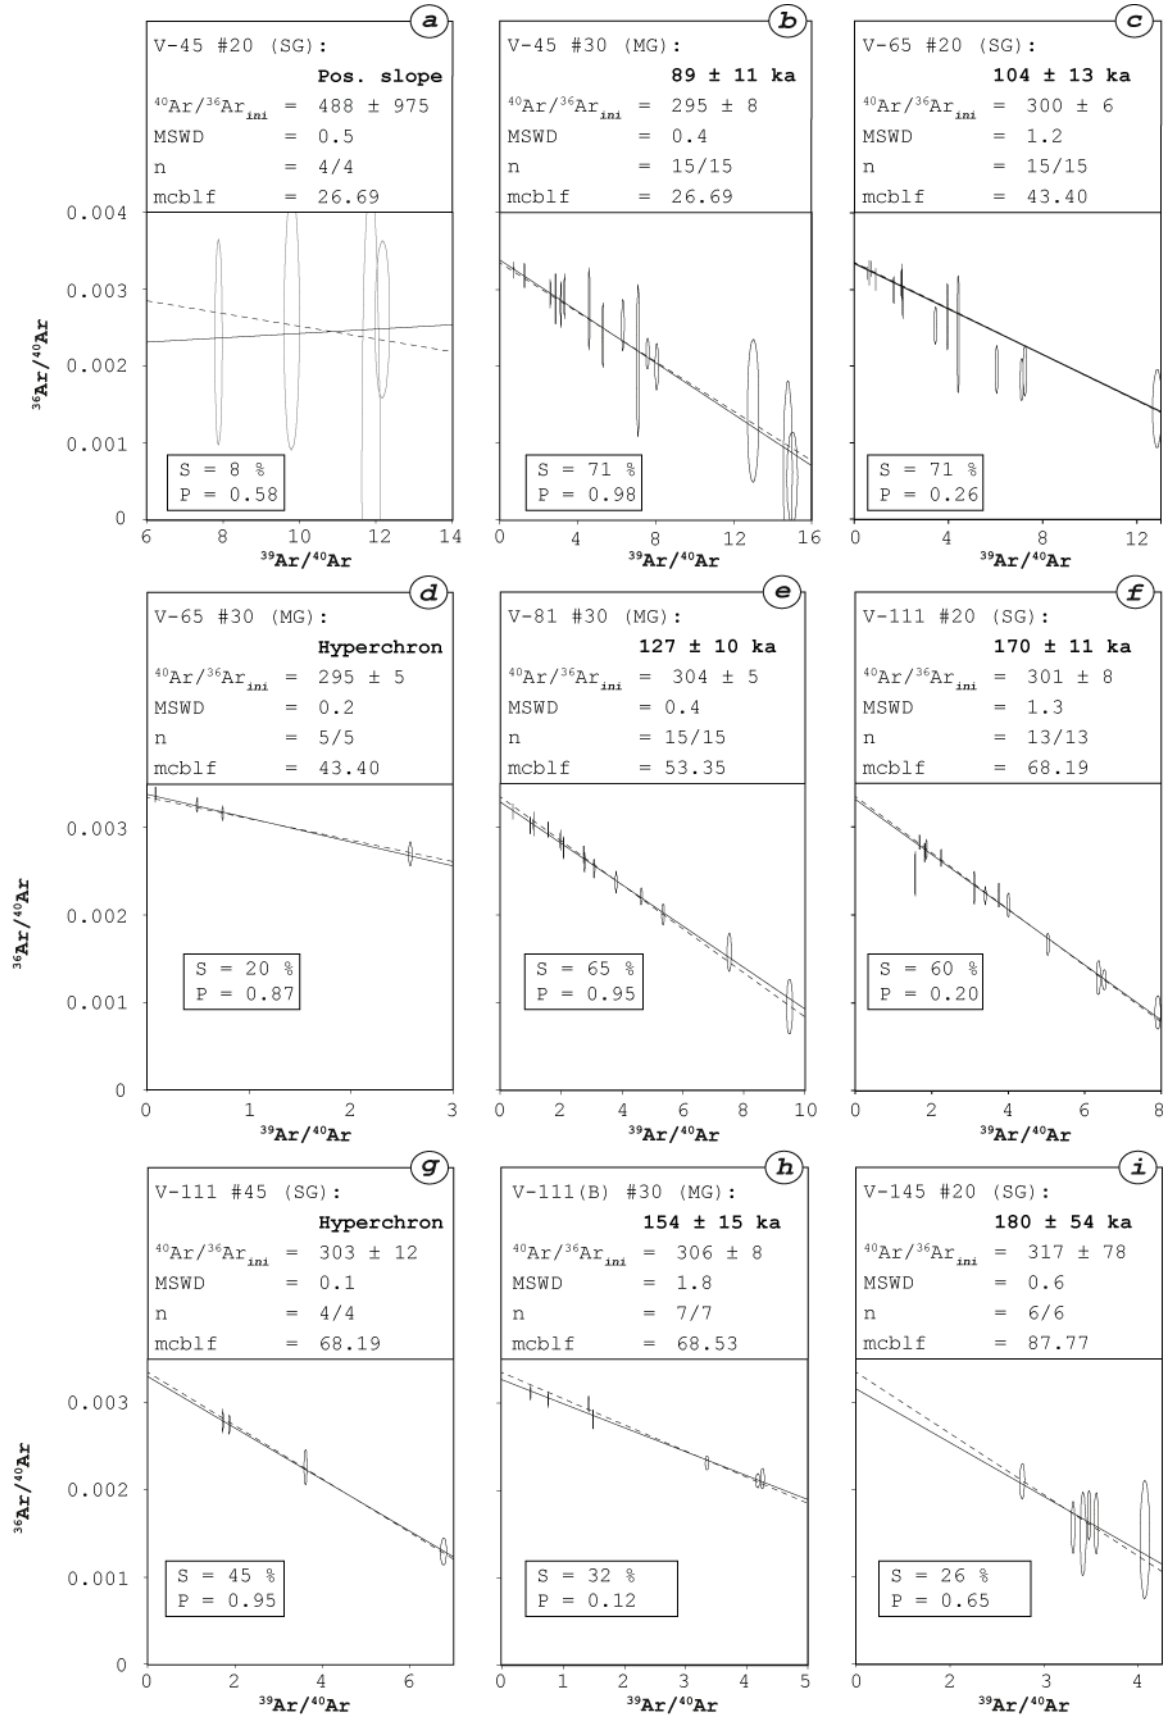 a
V-45 #20 (SG):
Pos. slope
40Ar/36Arini = 488 ± 975
MSWD = 0.5
n = 4/4
mcblf = 26.69
0.004
0.003
0.002
0.001
0
36Ar/40Ar
S = 8 %
P = 0.58
6 8 10 12 14
39Ar/40Ar
b
V-45 #30 (MG):
89 ± 11 ka
40Ar/36Arini = 295 ± 8
MSWD = 0.4
n = 15/15
mcblf = 26.69
S = 71 %
P = 0.98
0 4 8 12 16
39Ar/40Ar
c
V-65 #20 (SG):
104 ± 13 ka
40Ar/36Arini = 300 ± 6
MSWD = 1.2
n = 15/15
mcblf = 43.40
S = 71 %
P = 0.26
0 4 8 12
39Ar/40Ar
d
V-65 #30 (MG):
Hyperchron
40Ar/36Arini = 295 ± 5
MSWD = 0.2
n = 5/5
mcblf = 43.40
0.003
0.002
0.001
0
36Ar/40Ar
S = 20 %
P = 0.87
0 1 2 3
39Ar/40Ar
e
V-81 #30 (MG):
127 ± 10 ka
40Ar/36Arini = 304 ± 5
MSWD = 0.4
n = 15/15
mcblf = 53.35
S = 65 %
P = 0.95
0 2 4 6 8 10
39Ar/40Ar
f
V-111 #20 (SG):
170 ± 11 ka
40Ar/36Arini = 301 ± 8
MSWD = 1.3
n = 13/13
mcblf = 68.19
S = 60 %
P = 0.20
0 2 4 6 8
39Ar/40Ar
g
V-111 #45 (SG):
Hyperchron
40Ar/36Arini = 303 ± 12
MSWD = 0.1
n = 4/4
mcblf = 68.19
0.003
0.002
0.001
0
36Ar/40Ar
S = 45 %
P = 0.95
0 2 4 6
39Ar/40Ar
h
V-111(B) #30 (MG):
154 ± 15 ka
40Ar/36Arini = 306 ± 8
MSWD = 1.8
n = 7/7
mcblf = 68.53
S = 32 %
P = 0.12
0 1 2 3 4 5
39Ar/40Ar
i
V-145 #20 (SG):
180 ± 54 ka
40Ar/36Arini = 317 ± 78
MSWD = 0.6
n = 6/6
mcblf = 87.77
S = 26 %
P = 0.65
0 1 2 3 4
39Ar/40Ar